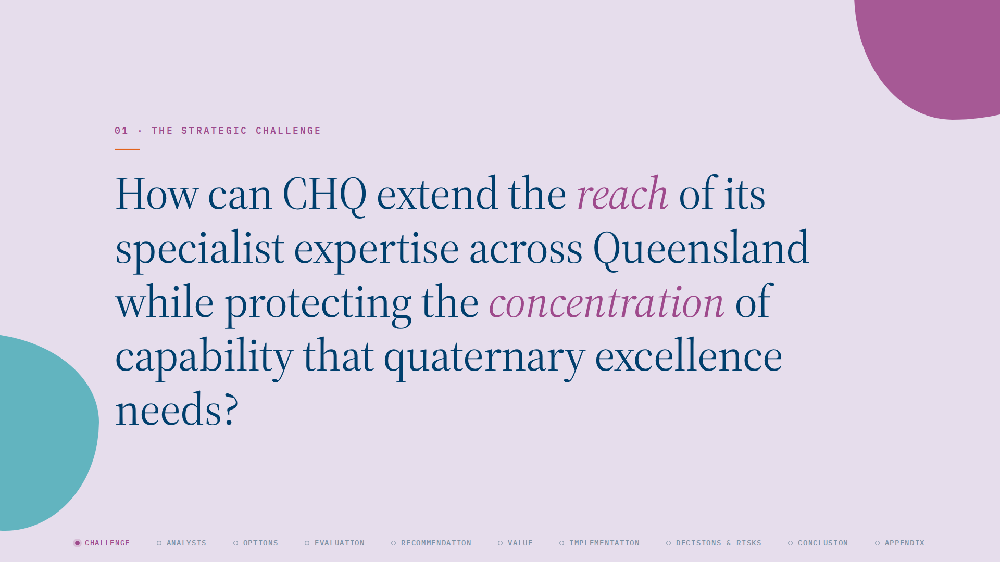 01 · THE STRATEGIC CHALLENGE
How can CHQ extend the reach of its
specialist expertise across Queensland
while protecting the concentration of
capability that quaternary excellence
needs?
CHALLENGE ANALYSIS OPTIONS EVALUATION RECOMMENDATION VALUE IMPLEMENTATION DECISIONS & RISKS CONCLUSION APPENDIX